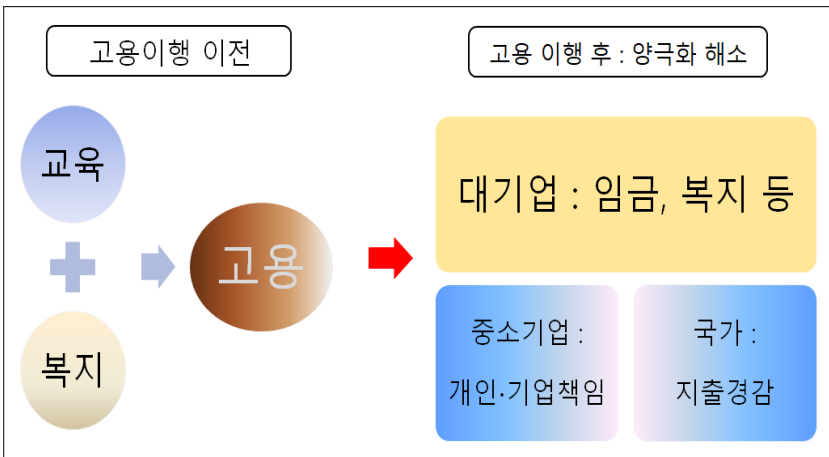 고용이행 이전
교육
복지
고용
고용 이행 후 : 양극화 해소
대기업 : 임금, 복지 등
중소기업 :
개인·기업책임
국가 :
지출경감